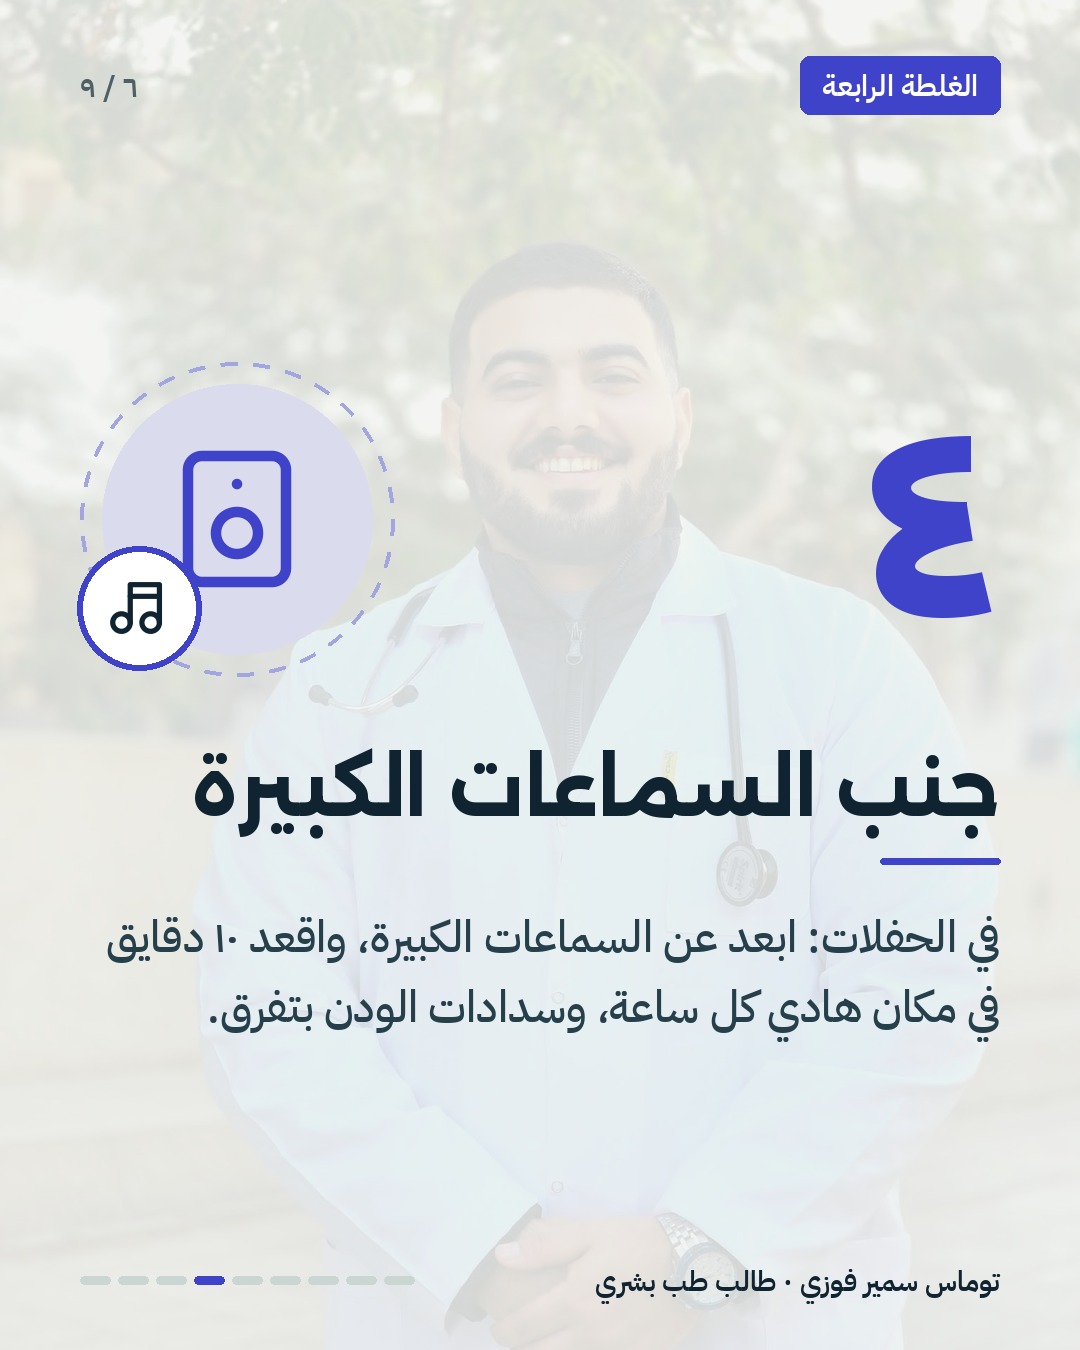 الغلطة الرابعة
٦ / ٩
٤
جنب السماعات الكبيرة
في الحفلات: ابعد عن السماعات الكبيرة، واقعد ١٠ دقايق
في مكان هادي كل ساعة، وسدادات الودن بتفرق.
توماس سمير فوزي · طالب طب بشري